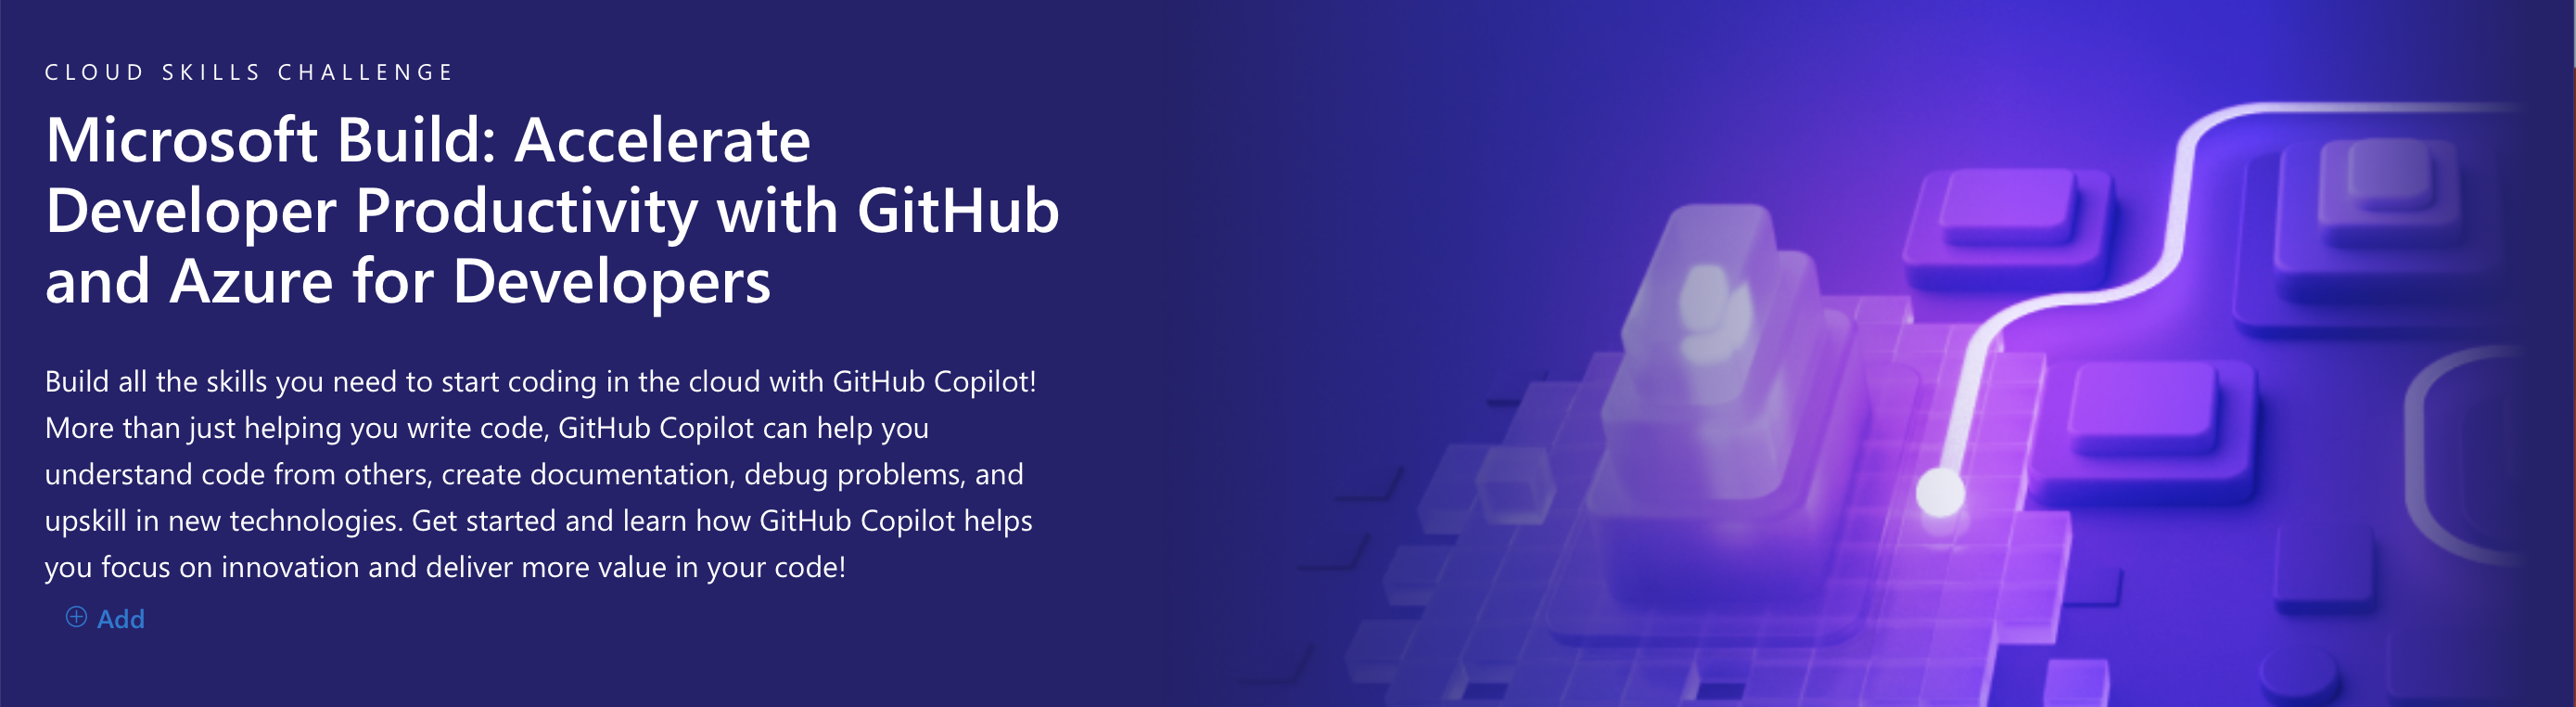 CLOUD SKILLS CHALLENGE
Microsoft Build: Accelerate
Developer Productivity with GitHub
and Azure for Developers
Build all the skills you need to start coding in the cloud with GitHub Copilot!
More than just helping you write code, GitHub Copilot can help you
understand code from others, create documentation, debug problems, and
upskill in new technologies. Get started and learn how GitHub Copilot helps
you focus on innovation and deliver more value in your code!
Add